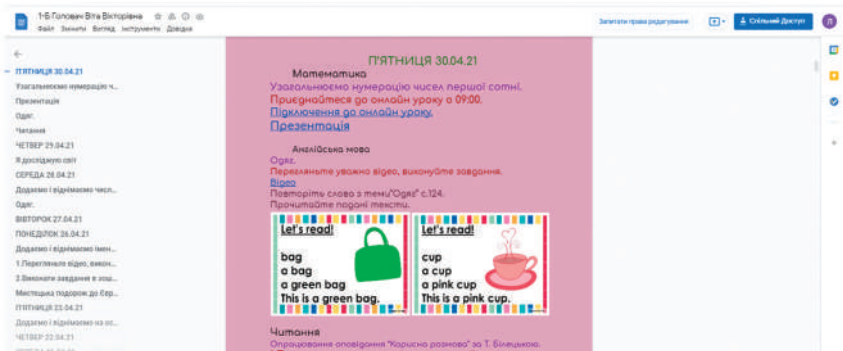 1-Б Головач Віта Вікторівна
Файл Змінити Вигляд Інструменти Довідка
Запитати права редагування
Спільний Доступ
П'ЯТНИЦЯ 30.04.21
Узагальнюємо нумерацію ч...
Презентація
Одяг.
Читання
ЧЕТВЕР 29.04.21
Я досліджую світ
СЕРЕДА 28.04.21
Додаємо і віднімаємо числ...
Одяг.
ВІВТОРОК 27.04.21
ПОНЕДІЛОК 26.04.21
Додаємо і віднімаємо імен...
1.Перегляньте відео, викон...
2.Виконати завдання в зош...
Мистецька подорож до Євр...
П'ЯТНИЦЯ 23.04.21
Додаємо і віднімаємо на ос...
ЧЕТВЕР 22.04.21
П'ЯТНИЦЯ 30.04.21
Математика
Узагальнюємо нумерацію чисел першої сотні.
Приєднайтеся до онлайн уроку о 09:00.
Підключення до онлайн уроку.
Презентація
Англійська мова
Одяг.
Перегляньте уважно відео, виконуйте завдання.
Відео
Повторіть слова з теми"Одяг" с.124.
Прочитайте подані тексти.
Let's read!
bag
a bag
a green bag
This is a green bag.
Let's read!
cup
a cup
a pink cup
This is a pink cup.
Читання
Опрацювання оповідання "Корисна розмова" за Т. Білецькою.